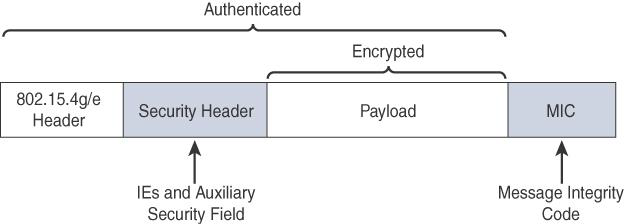 Authenticated
Encrypted
802.15.4g/e
Header
Security Header
Payload
MIC
IEs and Auxiliary
Security Field
Message Integrity
Code